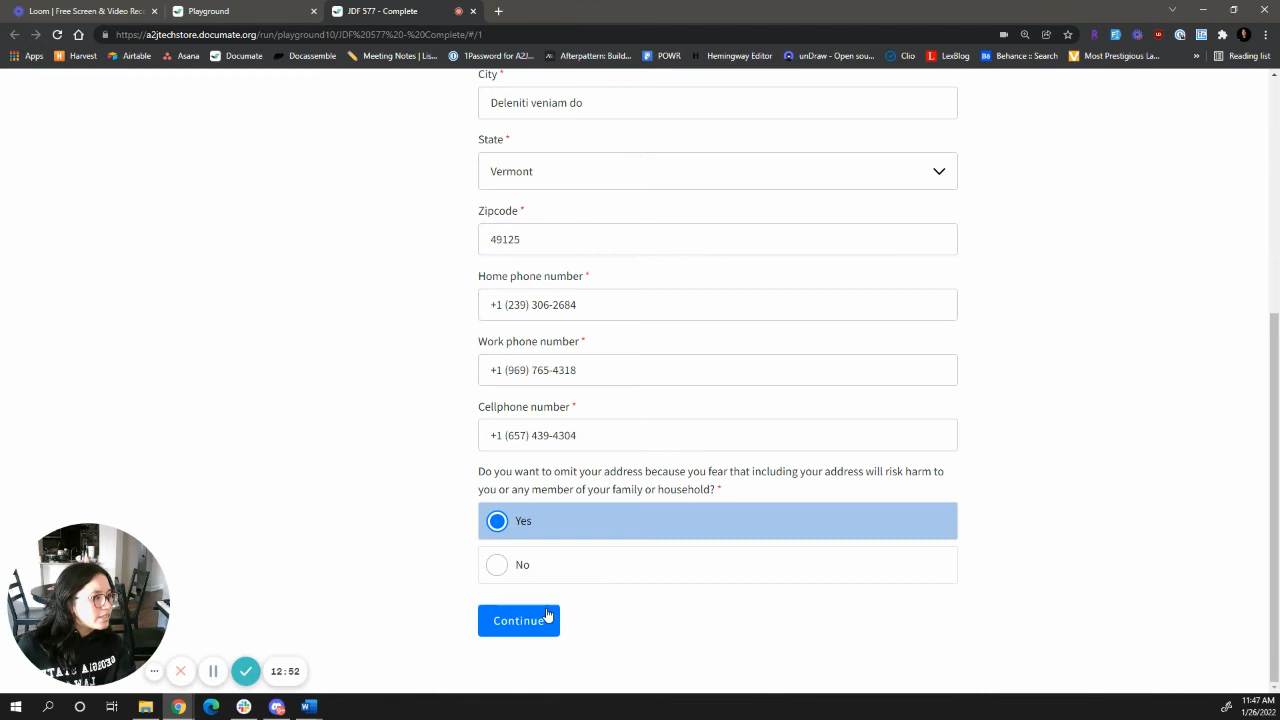 Loom | Free Screen & Video Rec
Playground
JDF 577 - Complete
https://a2jtechstore.documate.org/run/playground10/JDF%20577%20-%20Complete/#/1
Apps
Harvest
Airtable
Asana
Documate
Docassemble
Meeting Notes | Lis...
1Password for A2J...
Afterpattern: Build...
POWR
Hemingway Editor
unDraw - Open sou...
Clio
LexBlog
Behance :: Search
Most Prestigious La...
»
Reading list
City *
Deleniti veniam do
State *
Vermont
Zipcode *
49125
Home phone number *
+1 (239) 306-2684
Work phone number *
+1 (969) 765-4318
Cellphone number *
+1 (657) 439-4304
Do you want to omit your address because you fear that including your address will risk harm to
you or any member of your family or household? *
Yes
No
Continue
12:52
11:47 AM
1/26/2022